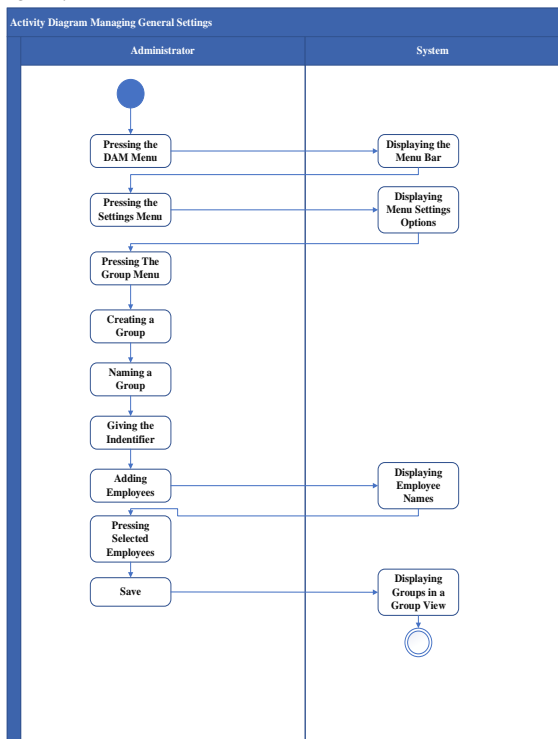 Activity Diagram Managing General Settings
Administrator
System
Pressing the
DAM Menu
Displaying the
Menu Bar
Pressing the
Settings Menu
Displaying
Menu Settings
Options
Pressing The
Group Menu
Creating a
Group
Naming a
Group
Giving the
Indentifier
Adding
Employees
Displaying
Employee
Names
Pressing
Selected
Employees
Save
Displaying
Groups in a
Group View